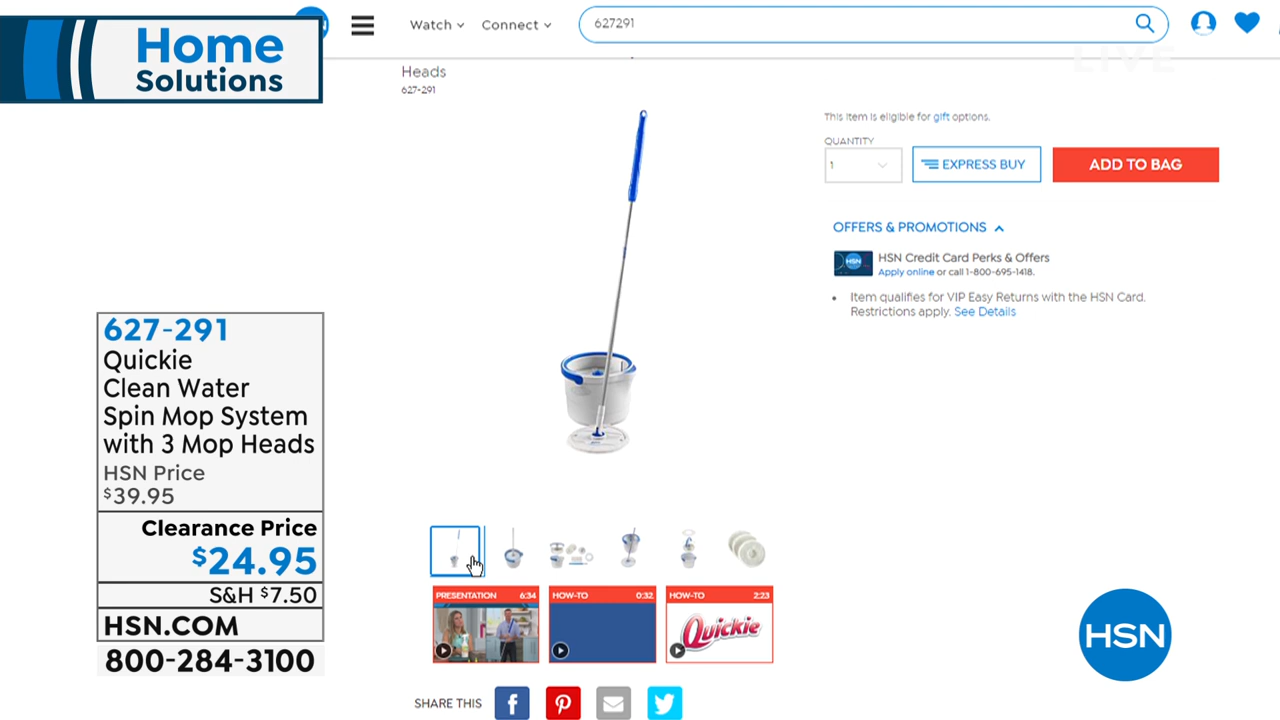 Home
Solutions
Watch
Connect
627291
LIVE
Heads
627-291
This item is eligible for gift options.
QUANTITY
1
EXPRESS BUY
ADD TO BAG
OFFERS & PROMOTIONS
HSN
HSN Credit Card Perks & Offers
Apply online or call 1-800-695-1418.
• Item qualifies for VIP Easy Returns with the HSN Card.
Restrictions apply. See Details
627-291
Quickie
Clean Water
Spin Mop System
with 3 Mop Heads
HSN Price
$39.95
Clearance Price
$24.95
S&H $7.50
HSN.COM
800-284-3100
PRESENTATION 6:34
HOW-TO 0:32
HOW-TO 2:23
Quickie
HSN
SHARE THIS